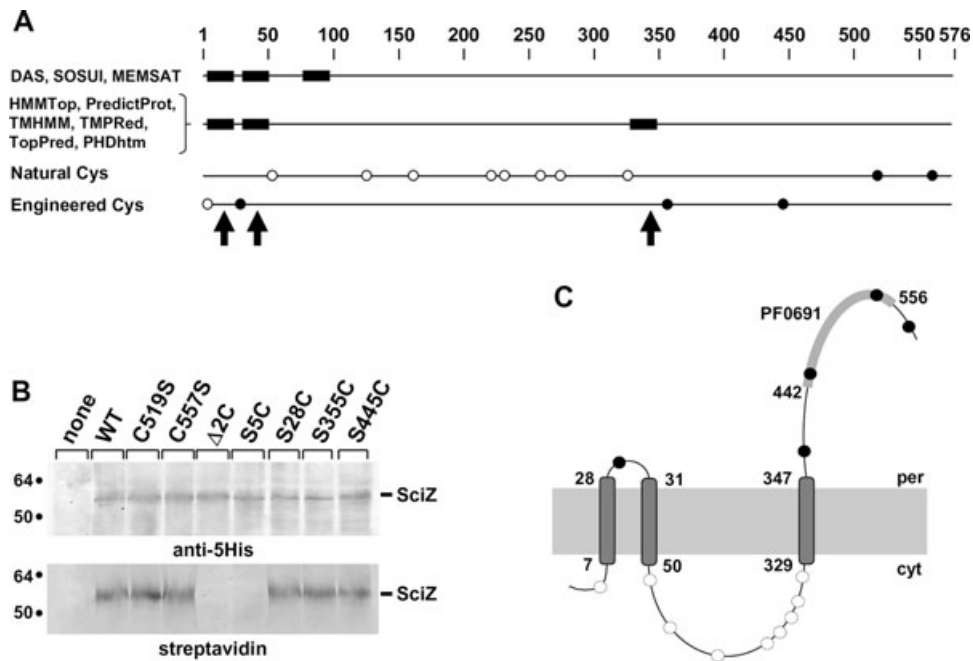 A
1 50 100 150 200 250 300 350 400 450 500 550 576
DAS, SOSUI, MEMSAT
HMMTop, PredictProt,
TMHMM, TMPRed,
TopPred, PHDhtm
Natural Cys
Engineered Cys
B
none WT C519S C557S Δ2C S5C S28C S355C S445C
64
50
SciZ
anti-5His
64
50
SciZ
streptavidin
C
PF0691
556
442
28 31 347 per
7 50 329 cyt